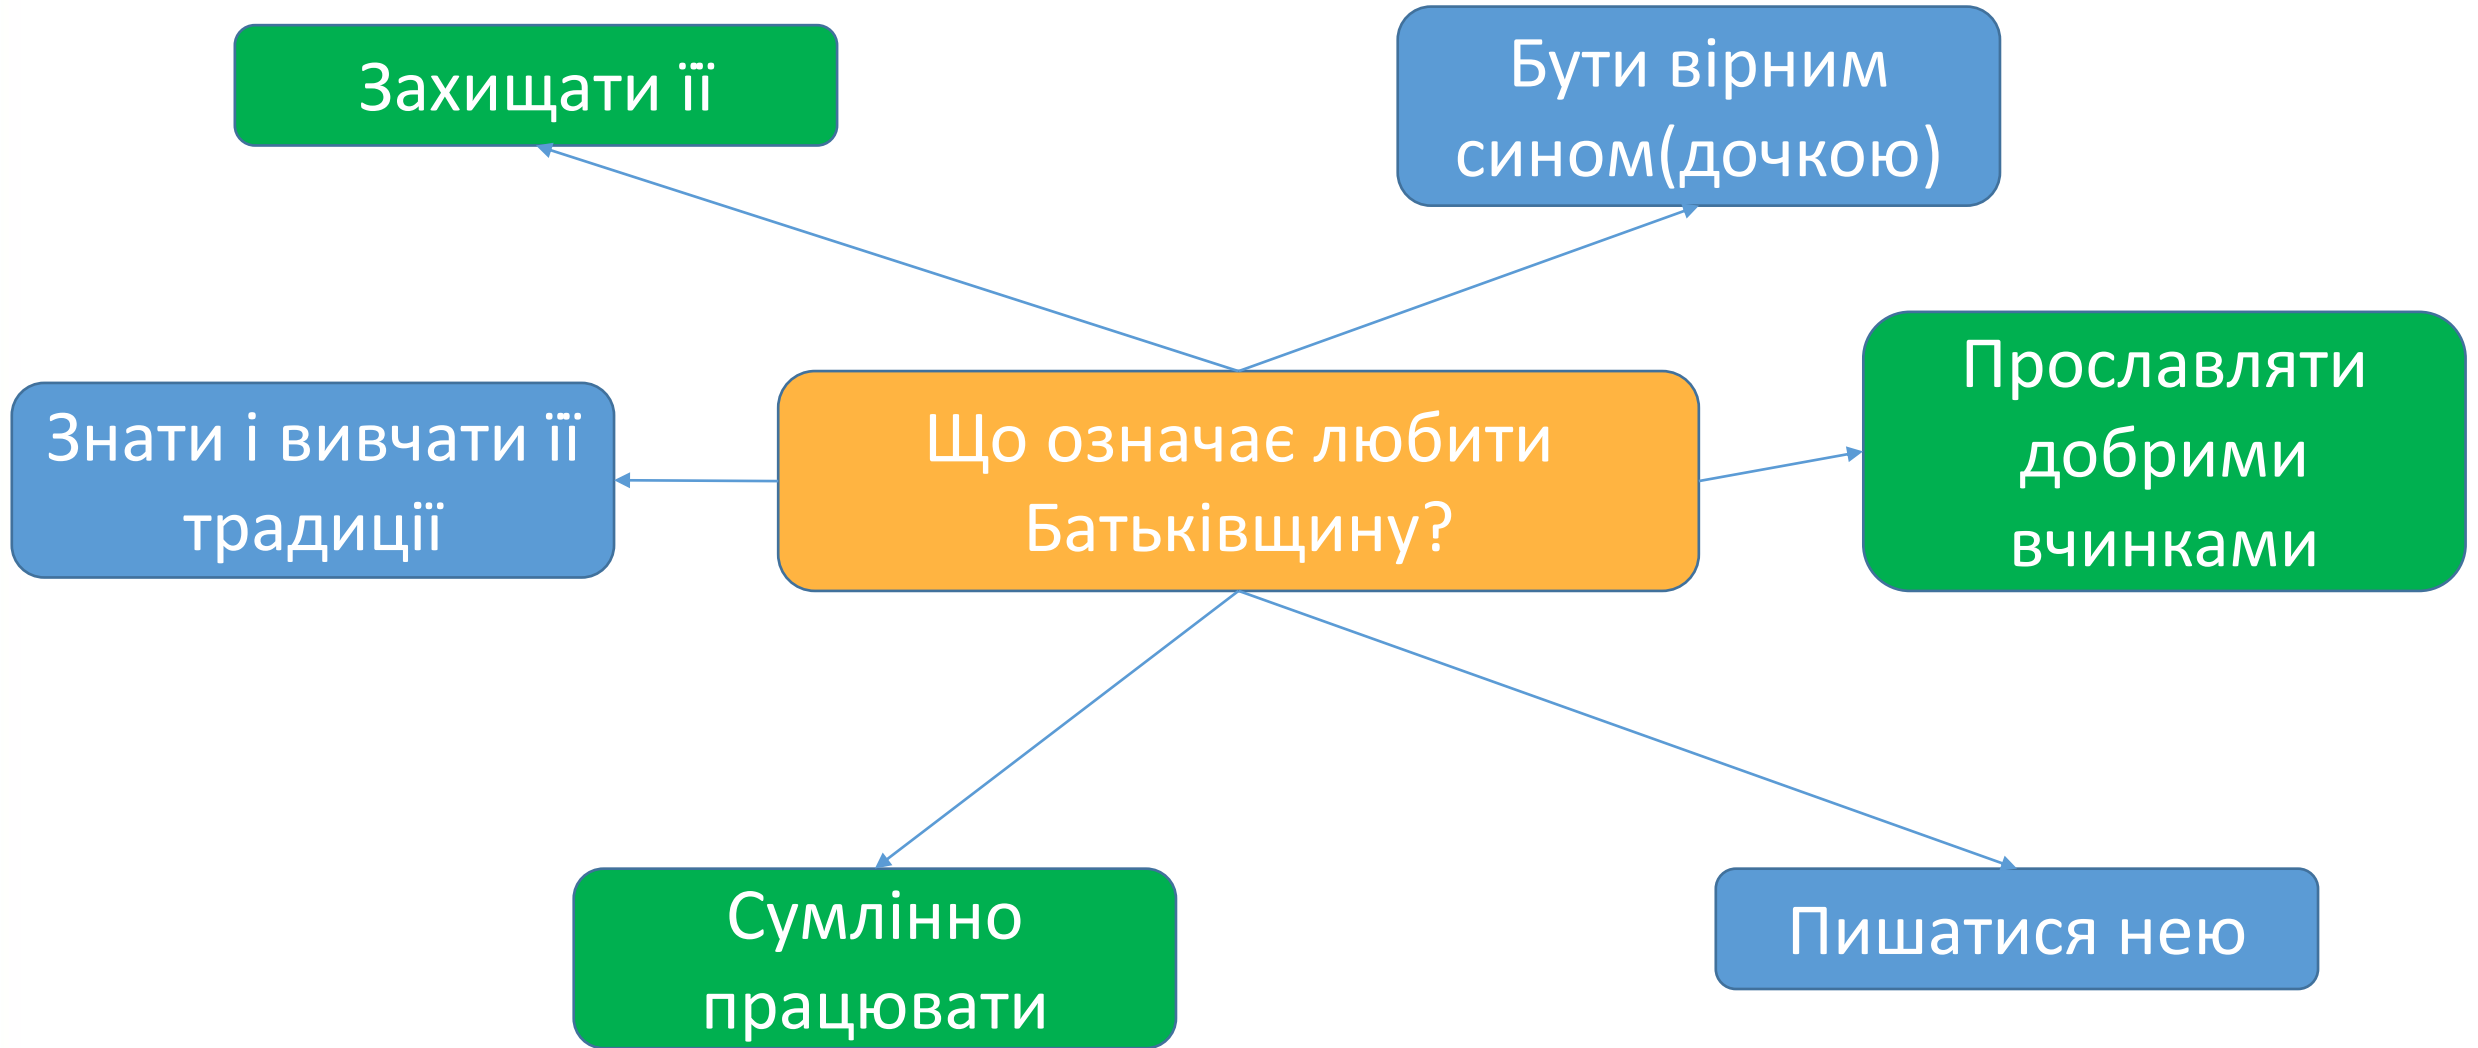 Захищати її
Бути вірним
сином(дочкою)
Знати і вивчати її
традиції
Що означає любити
Батьківщину?
Прославляти
добрими
вчинками
Сумлінно
працювати
Пишатися нею